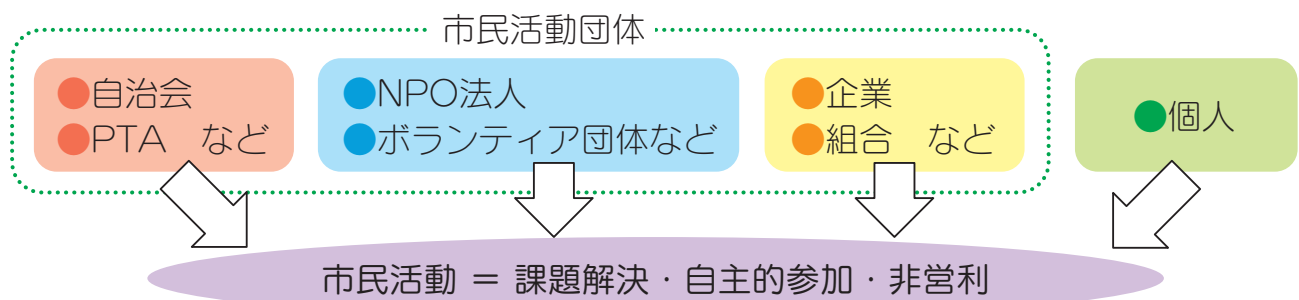 市民活動団体
●自治会
●PTA など
●NPO法人
●ボランティア団体など
●企業
●組合 など
●個人
市民活動 = 課題解決・自主的参加・非営利